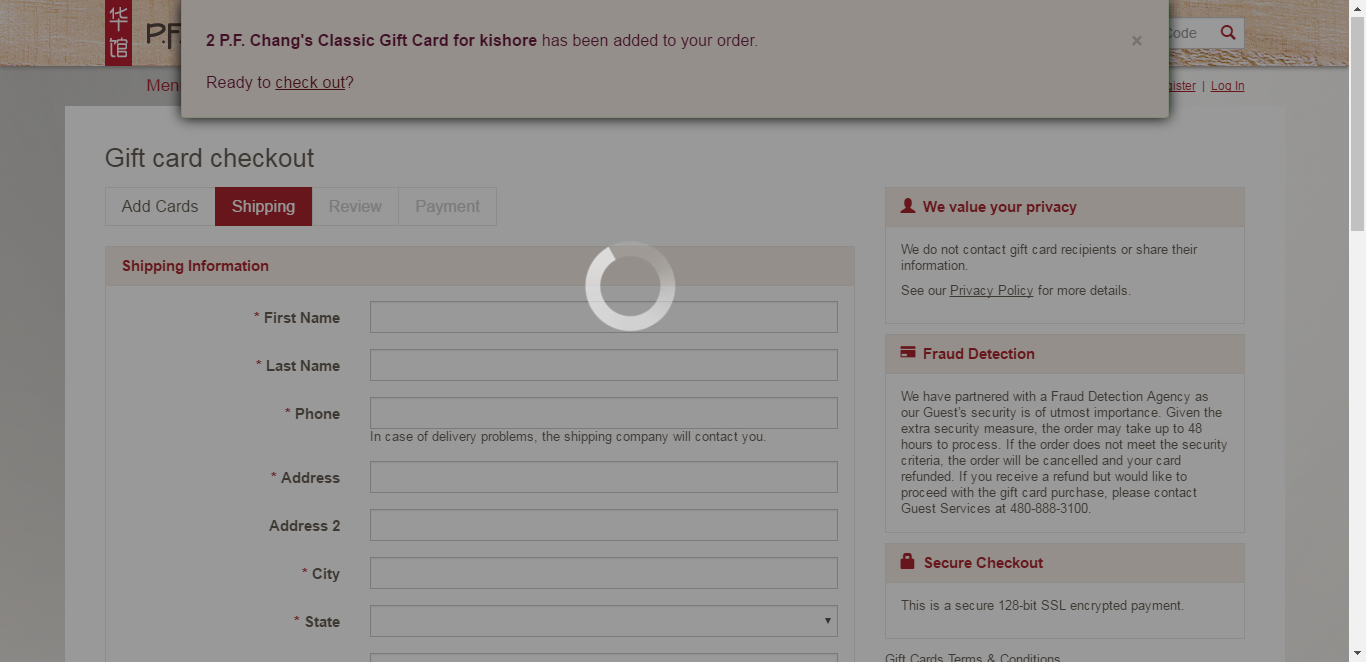 华
馆
P.F.
2 P.F. Chang's Classic Gift Card for kishore has been added to your order.
×
Ready to check out?
Code
Men
gister | Log In
Gift card checkout
Add Cards
Shipping
Review
Payment
Shipping Information
* First Name
* Last Name
* Phone
In case of delivery problems, the shipping company will contact you.
* Address
Address 2
* City
* State
We value your privacy
We do not contact gift card recipients or share their
information.
See our Privacy Policy for more details.
Fraud Detection
We have partnered with a Fraud Detection Agency as
our Guest's security is of utmost importance. Given the
extra security measure, the order may take up to 48
hours to process. If the order does not meet the security
criteria, the order will be cancelled and your card
refunded. If you receive a refund but would like to
proceed with the gift card purchase, please contact
Guest Services at 480-888-3100.
Secure Checkout
This is a secure 128-bit SSL encrypted payment.
Gift Cards Terms & Conditions